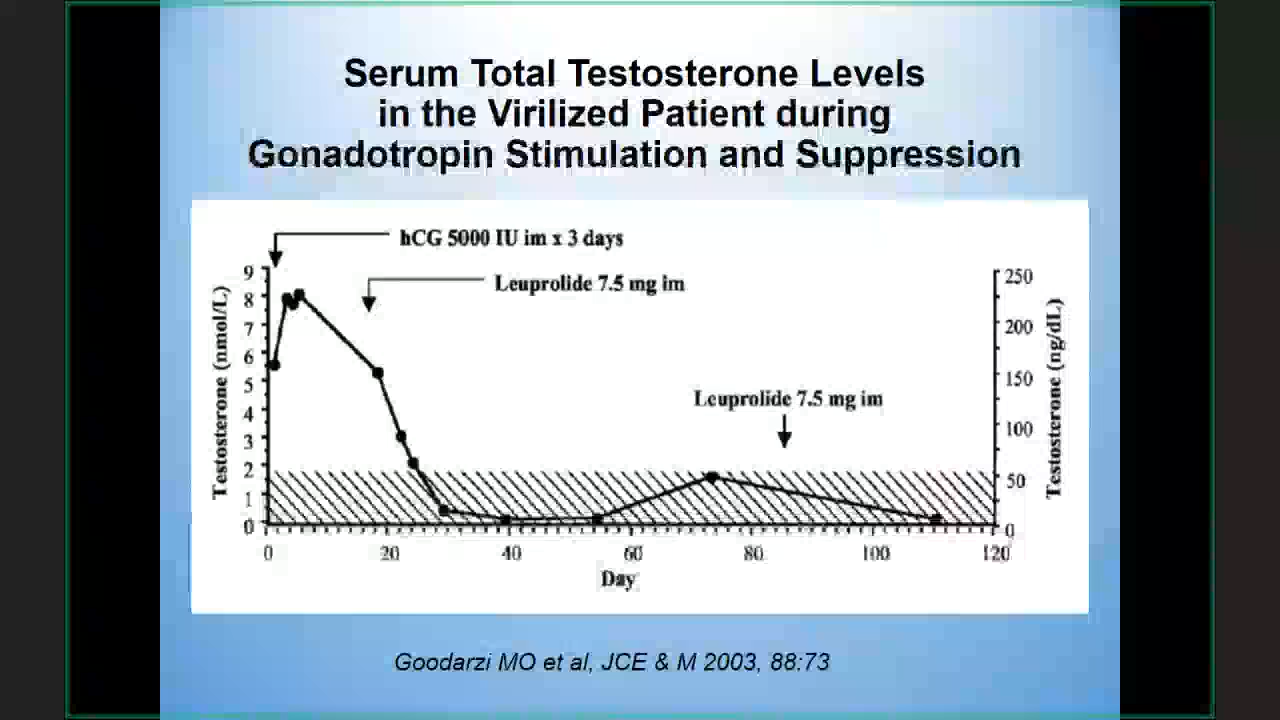 Serum Total Testosterone Levels
in the Virilized Patient during
Gonadotropin Stimulation and Suppression
hCG 5000 IU im x 3 days
Leuprolide 7.5 mg im
Leuprolide 7.5 mg im
Testosterone (nmol/L)
9
8
7
6
5
4
3
2
1
0
250
200
150
100
50
0
Testosterone (ng/dL)
0 20 40 60 80 100 120
Day
Goodarzi MO et al, JCE & M 2003, 88:73